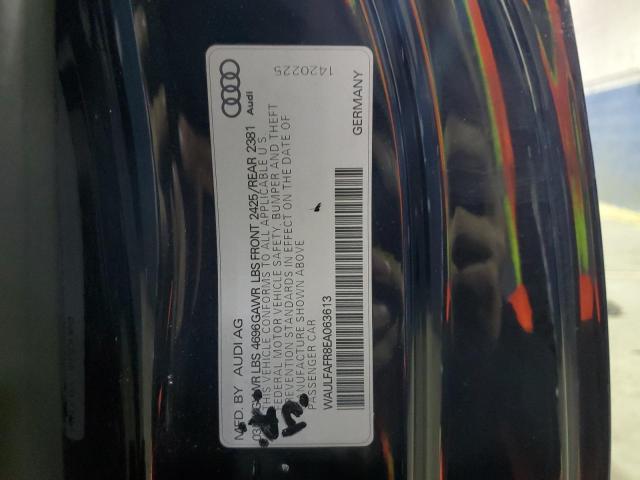 MFD. BY AUDI AG
GVWR LBS 4696 GAWR LBS FRONT 2425/REAR 2381
THIS VEHICLE CONFORMS TO ALL APPLICABLE U S
FEDERAL MOTOR VEHICLE SAFETY, BUMPER AND THEFT
PREVENTION STANDARDS IN EFFECT ON THE DATE OF
MANUFACTURE SHOWN ABOVE
PASSENGER CAR
WAULFAFR8EA063613
GERMANY
Audi
1420225